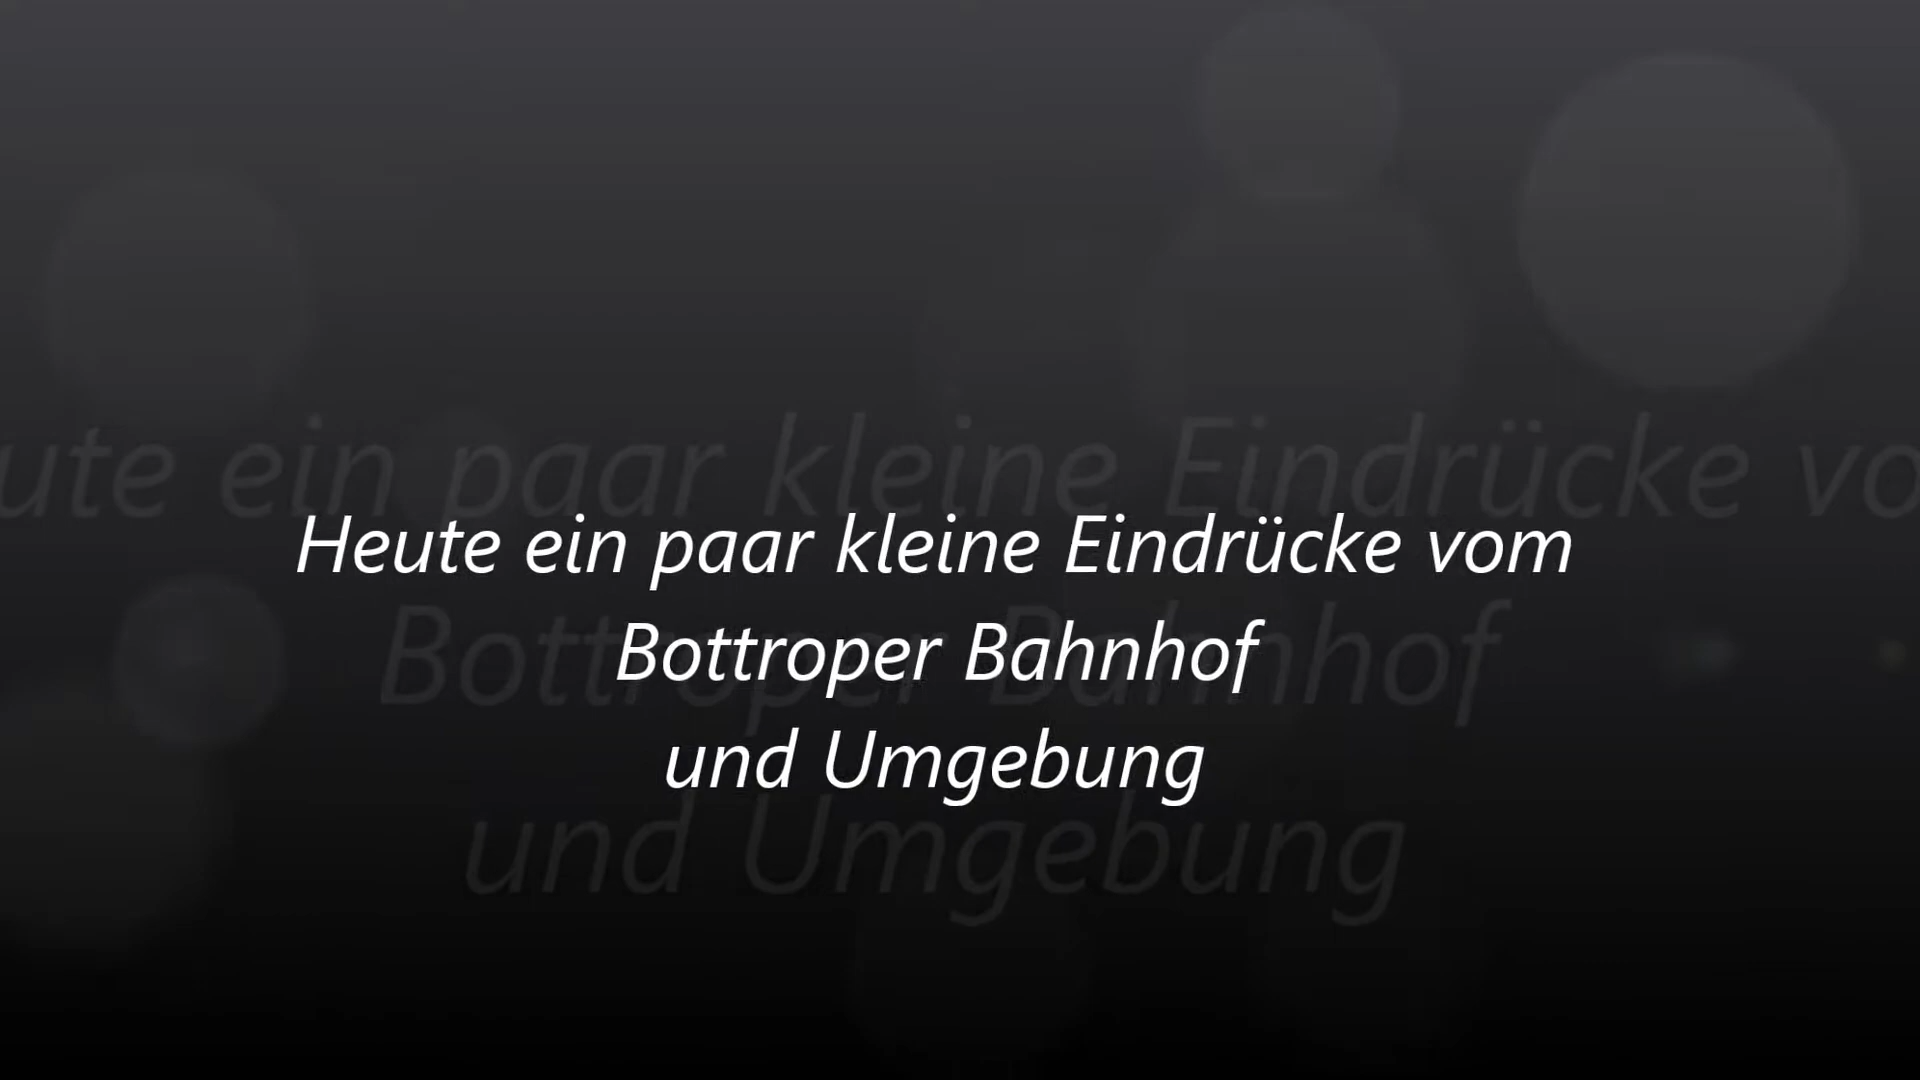 Heute ein paar kleine Eindrücke vom
Bottroper Bahnhof
und Umgebung